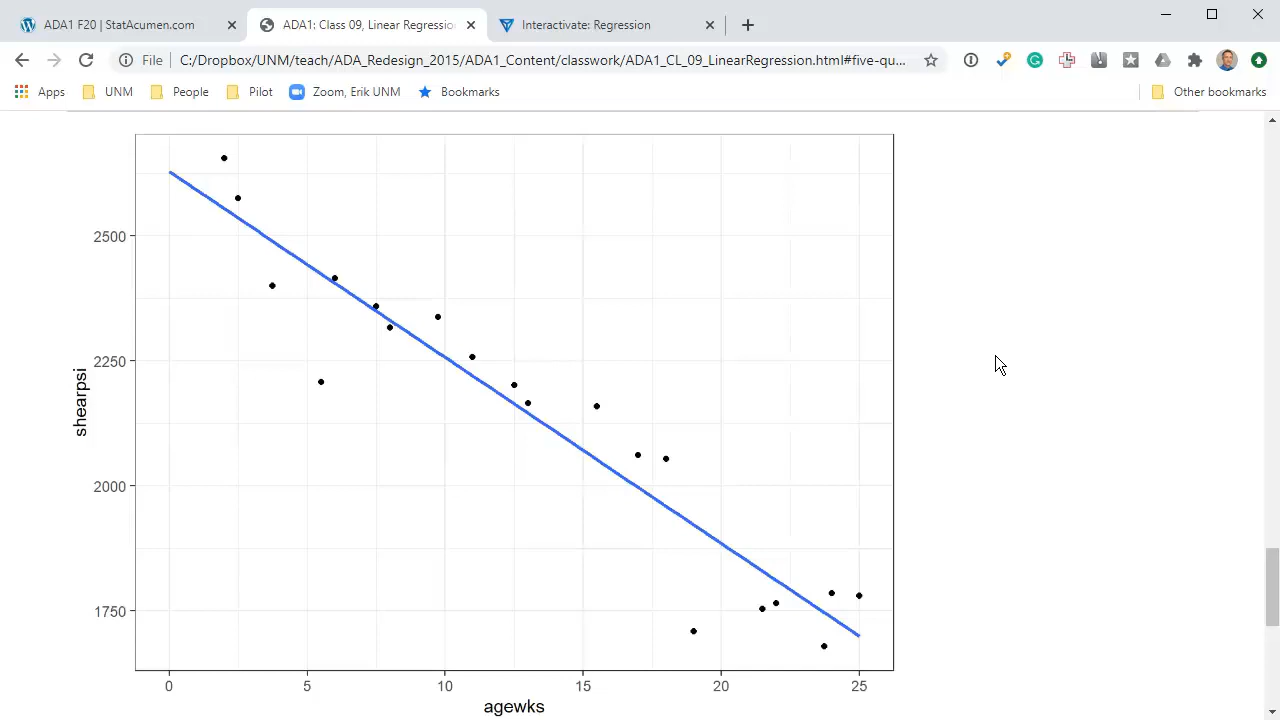 ADA1 F20 | StatAcumen.com
ADA1: Class 09, Linear Regressio
Interactivate: Regression
File
C:/Dropbox/UNM/teach/ADA_Redesign_2015/ADA1_Content/classwork/ADA1_CL_09_LinearRegression.html#five-qu...
Apps
UNM
People
Pilot
Zoom, Erik UNM
Bookmarks
Other bookmarks
2500
2250
2000
1750
shearpsi
0
5
10
15
20
25
agewks